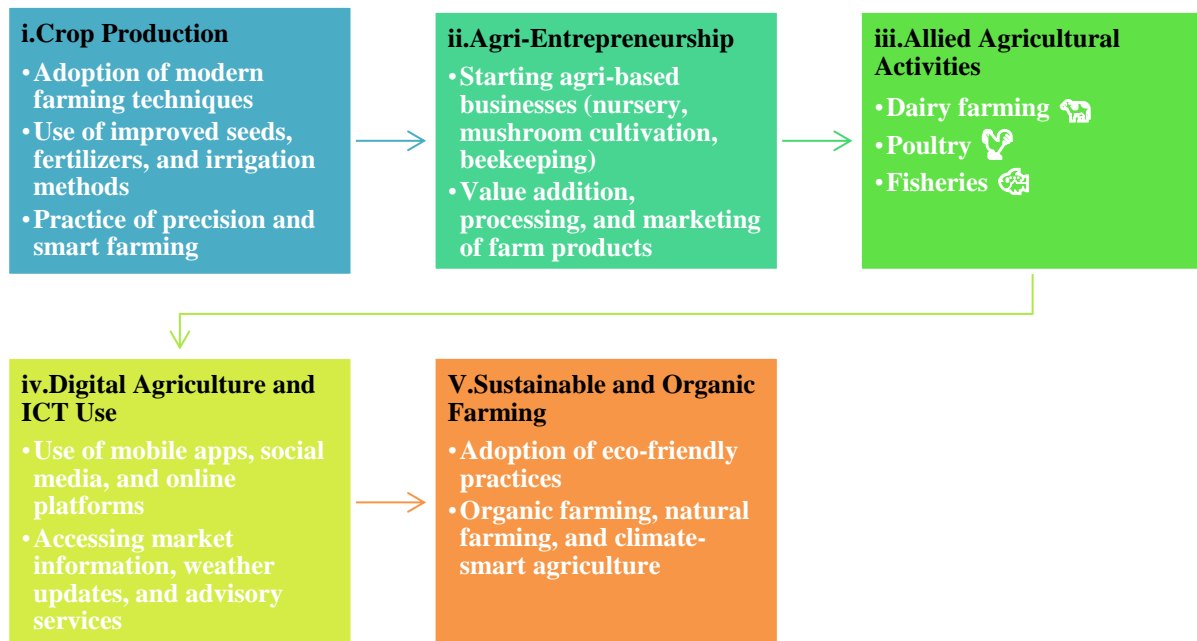 i.Crop Production
•Adoption of modern
farming techniques
•Use of improved seeds,
fertilizers, and irrigation
methods
•Practice of precision and
smart farming
ii.Agri-Entrepreneurship
•Starting agri-based
businesses (nursery,
mushroom cultivation,
beekeeping)
•Value addition,
processing, and marketing
of farm products
iii.Allied Agricultural
Activities
•Dairy farming
•Poultry
•Fisheries
iv.Digital Agriculture and
ICT Use
•Use of mobile apps, social
media, and online
platforms
•Accessing market
information, weather
updates, and advisory
services
V.Sustainable and Organic
Farming
•Adoption of eco-friendly
practices
•Organic farming, natural
farming, and climate-
smart agriculture